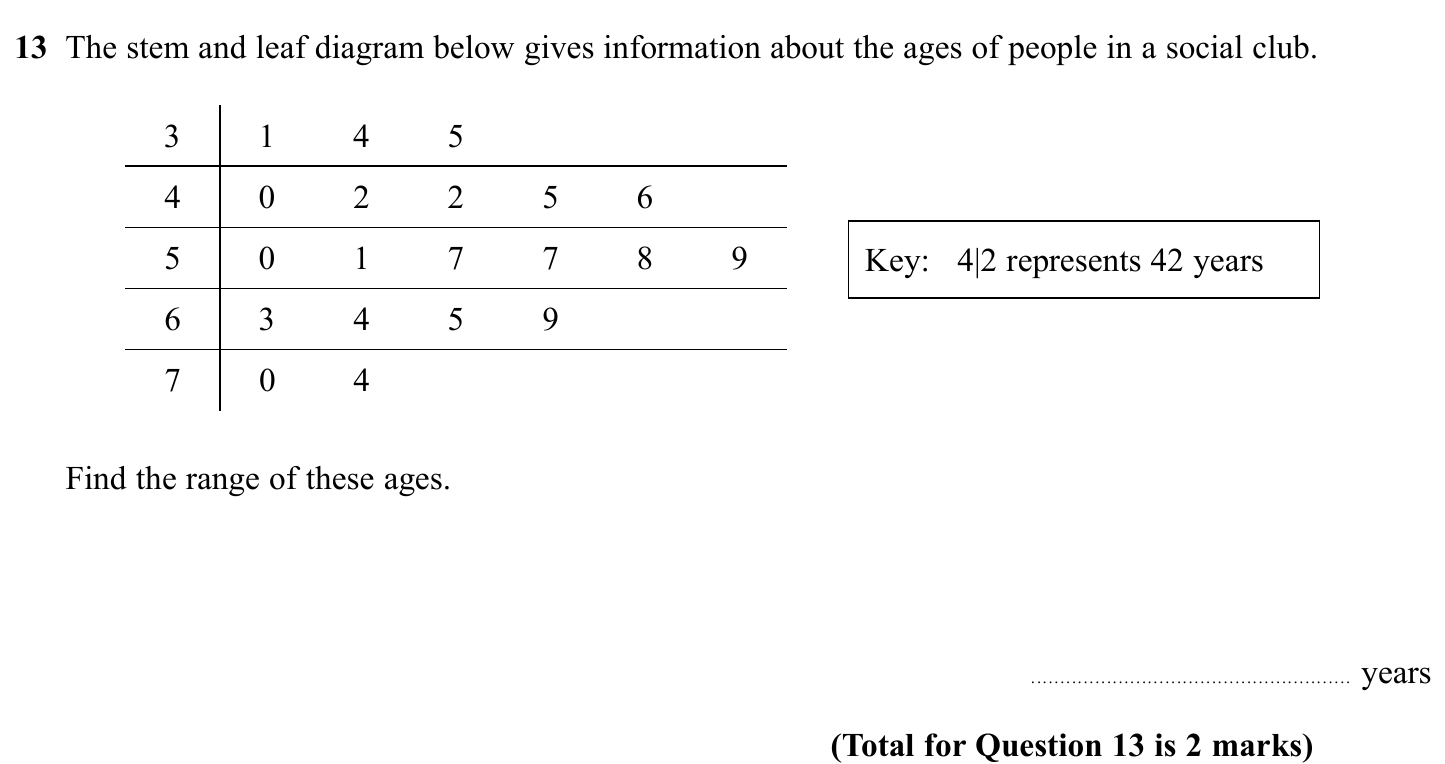 13 The stem and leaf diagram below gives information about the ages of people in a social club.
3 1 4 5
4 0 2 2 5 6
5 0 1 7 7 8 9
6 3 4 5 9
7 0 4
Key: 4|2 represents 42 years
Find the range of these ages.
...................................................... years
(Total for Question 13 is 2 marks)